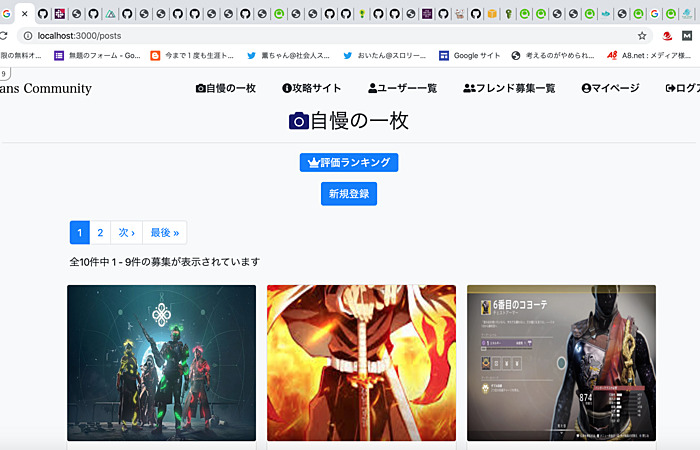 localhost:3000/posts
限の無料オ...
無題のフォーム - Go...
今まで１度も生涯ト...
薫ちゃん@社会人ス...
おいたん@スロリー...
Google サイト
考えるのがやめられ...
A8.net : メディア様...
9
ans Community
自慢の一枚
攻略サイト
ユーザー一覧
フレンド募集一覧
マイページ
ログア
自慢の一枚
評価ランキング
新規登録
1 2 次 › 最後 »
全10件中 1 - 9件の募集が表示されています
6番目のコヨーテ
874